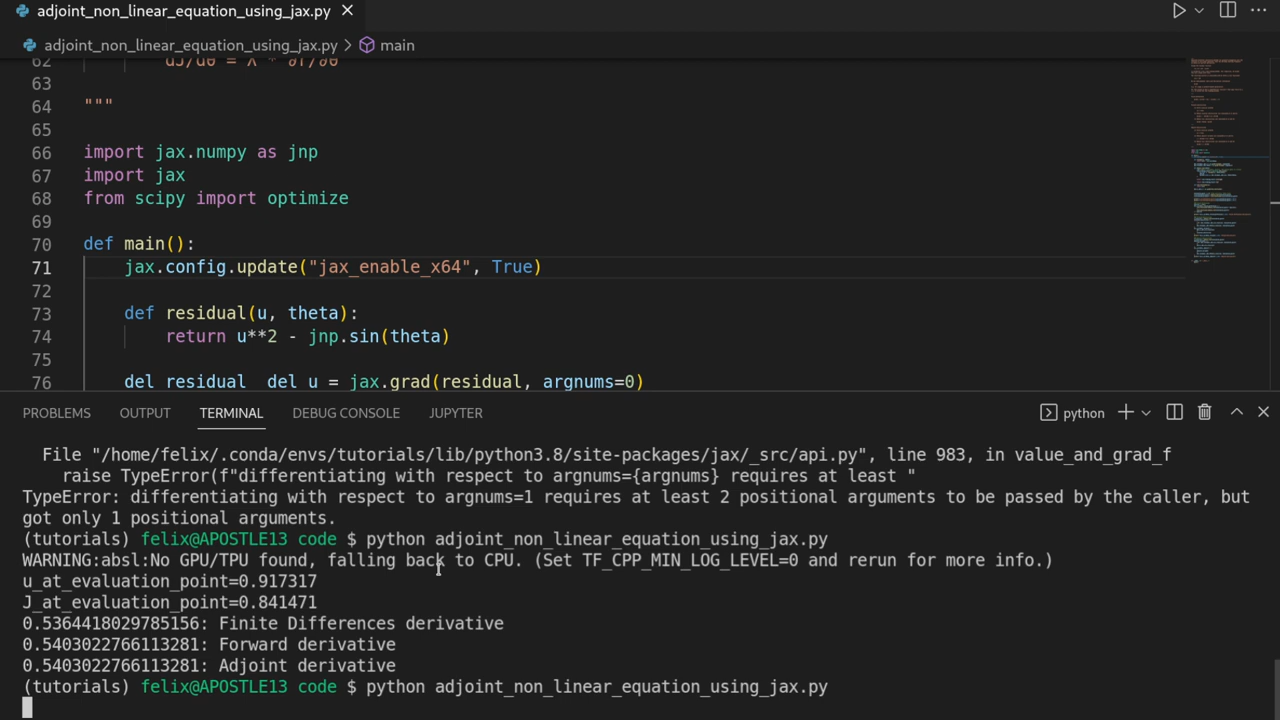 adjoint_non_linear_equation_using_jax.py
adjoint_non_linear_equation_using_jax.py > main
62 dJ/dθ = λ * ∂f/∂θ
63
64 """
65
66 import jax.numpy as jnp
67 import jax
68 from scipy import optimize
69
70 def main():
71 jax.config.update("jax_enable_x64", True)
72
73 def residual(u, theta):
74 return u**2 - jnp.sin(theta)
75
76 del residual del u = jax.grad(residual, argnums=0)
PROBLEMS OUTPUT TERMINAL DEBUG CONSOLE JUPYTER python
File "/home/felix/.conda/envs/tutorials/lib/python3.8/site-packages/jax/_src/api.py", line 983, in value_and_grad_f
raise TypeError(f"differentiating with respect to argnums={argnums} requires at least "
TypeError: differentiating with respect to argnums=1 requires at least 2 positional arguments to be passed by the caller, but
got only 1 positional arguments.
(tutorials) felix@APOSTLE13 code $ python adjoint_non_linear_equation_using_jax.py
WARNING:absl:No GPU/TPU found, falling back to CPU. (Set TF_CPP_MIN_LOG_LEVEL=0 and rerun for more info.)
u_at_evaluation_point=0.917317
J_at_evaluation_point=0.841471
0.5364418029785156: Finite Differences derivative
0.5403022766113281: Forward derivative
0.5403022766113281: Adjoint derivative
(tutorials) felix@APOSTLE13 code $ python adjoint_non_linear_equation_using_jax.py